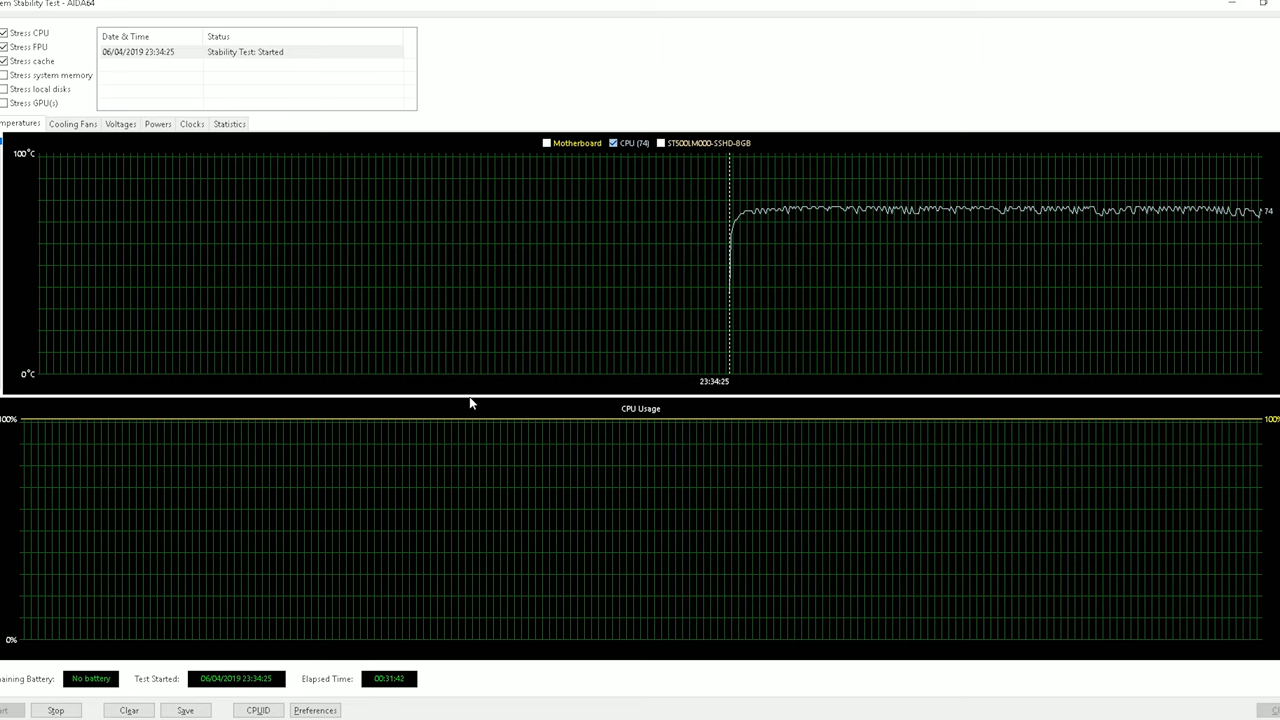 em Stability Test - AIDA64
Stress CPU
Stress FPU
Stress cache
Stress system memory
Stress local disks
Stress GPU(s)
Date & Time Status
06/04/2019 23:34:25 Stability Test: Started
mperatures Cooling Fans Voltages Powers Clocks Statistics
Motherboard CPU (74) ST500LM000-SSHD-8GB
100°C
74
0°C
23:34:25
CPU Usage
100% 100%
0%
aining Battery: No battery Test Started: 06/04/2019 23:34:25 Elapsed Time: 00:31:42
art Stop Clear Save CPUID Preferences